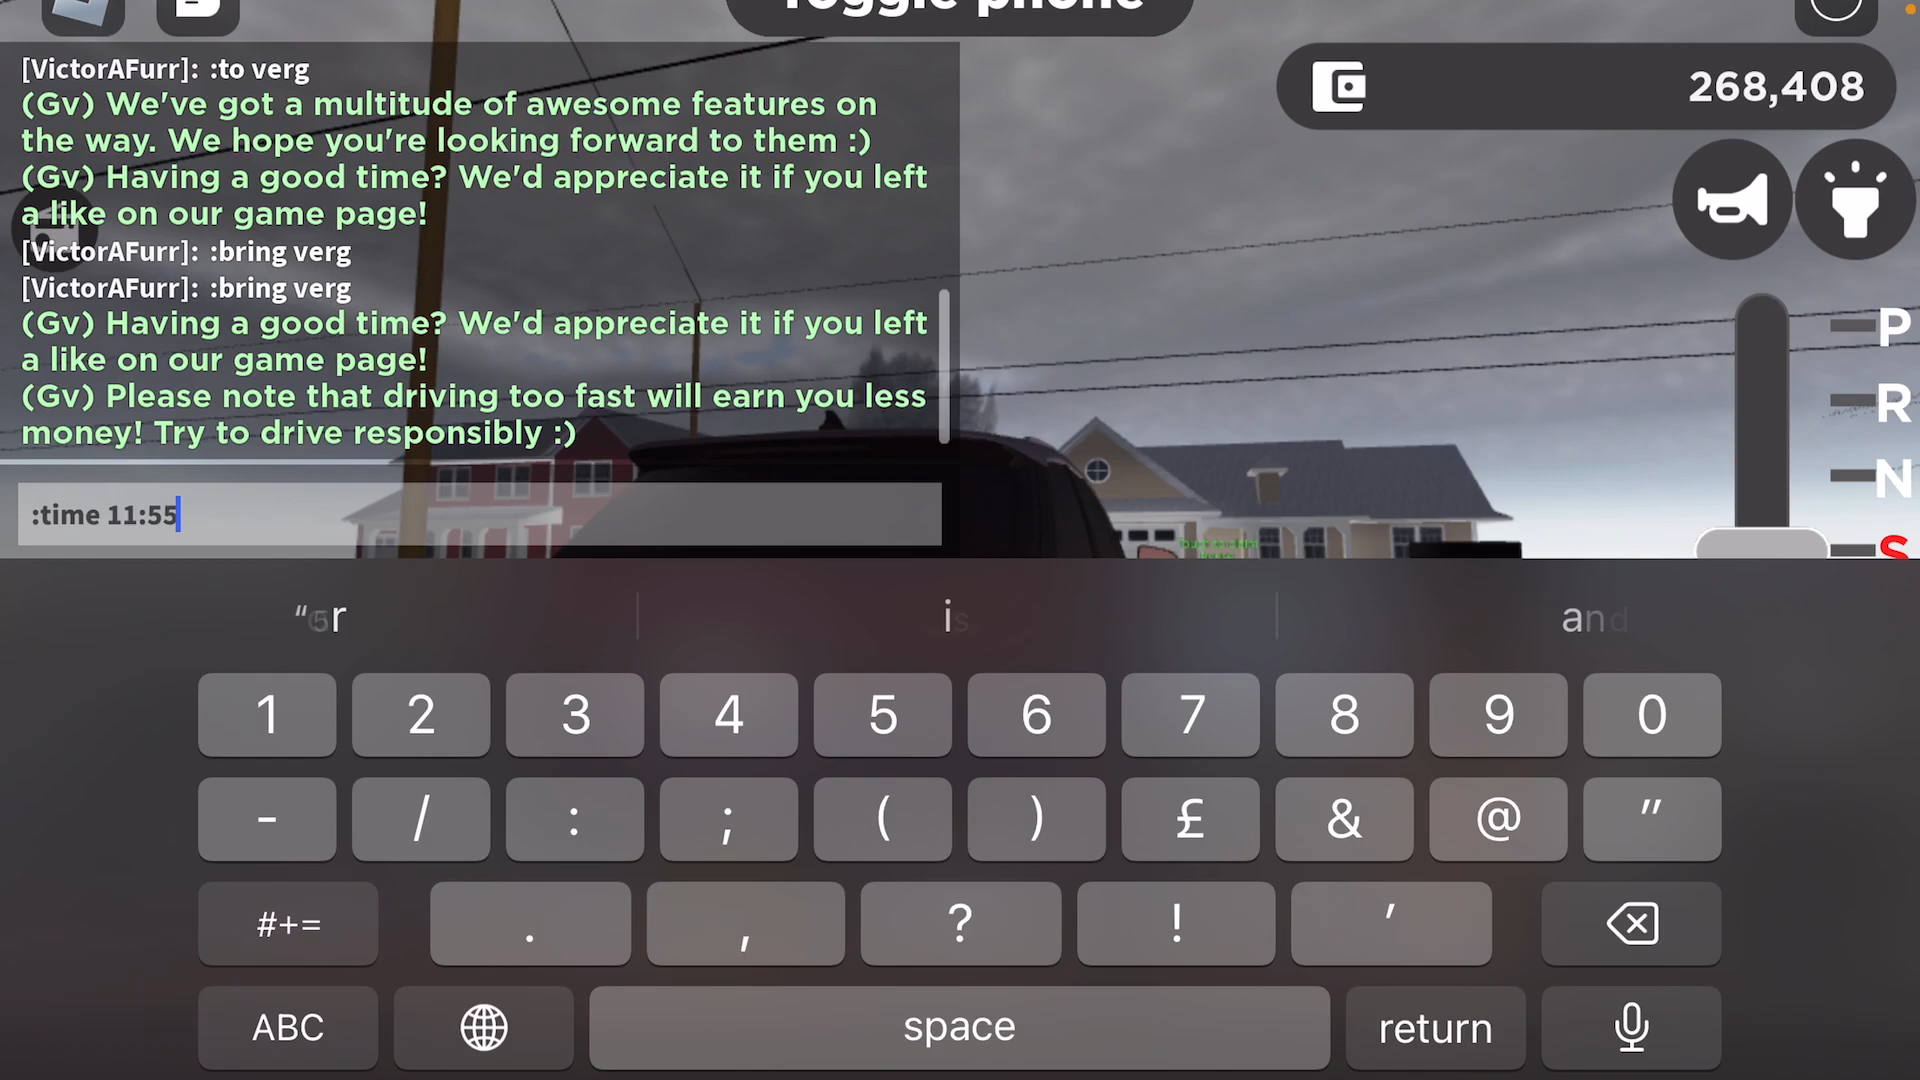 Toggle phone
[VictorAFurr]: :to verg
(Gv) We've got a multitude of awesome features on
the way. We hope you're looking forward to them :)
(Gv) Having a good time? We'd appreciate it if you left
a like on our game page!
[VictorAFurr]: :bring verg
[VictorAFurr]: :bring verg
(Gv) Having a good time? We'd appreciate it if you left
a like on our game page!
(Gv) Please note that driving too fast will earn you less
money! Try to drive responsibly :)
:time 11:55
268,408
P
R
N
S
is
and
1 2 3 4 5 6 7 8 9 0
- / : ; ( ) £ & @ "
#+= . , ? ! '
ABC space return